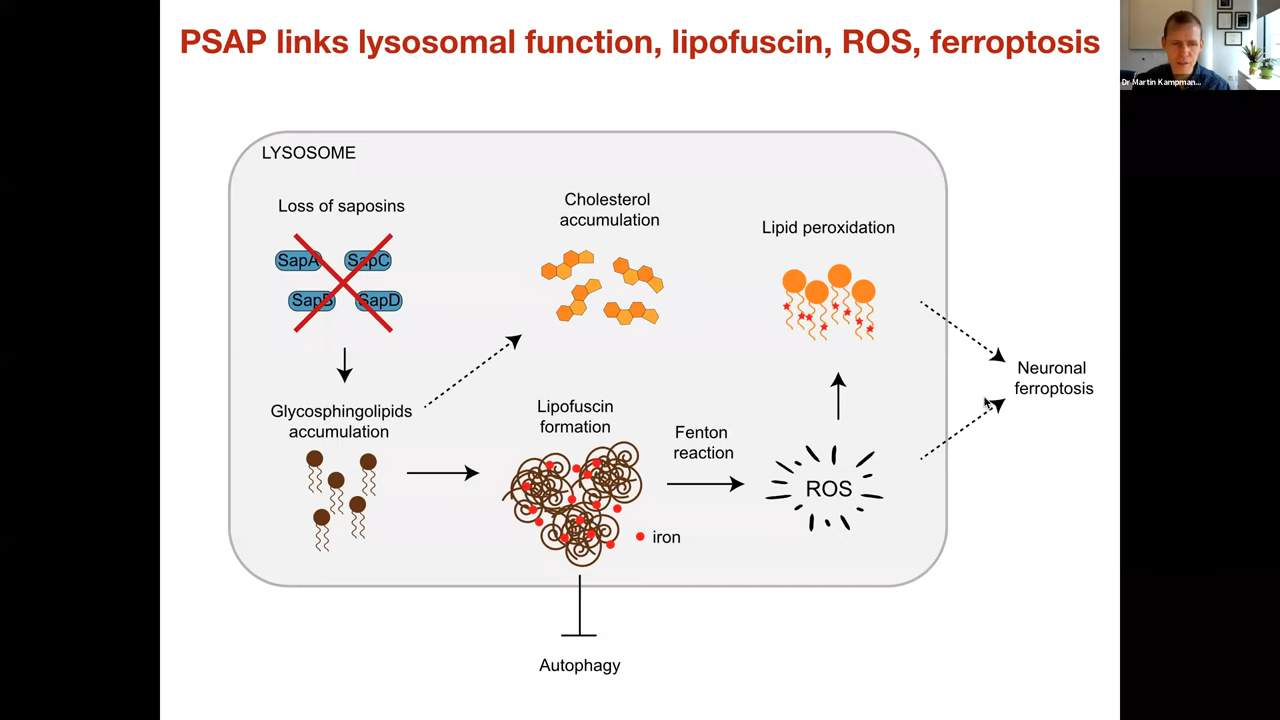 PSAP links lysosomal function, lipofuscin, ROS, ferroptosis
Dr Martin Kampman...
LYSOSOME
Loss of saposins
SapA
SapC
SapB
SapD
Cholesterol
accumulation
Lipid peroxidation
Glycosphingolipids
accumulation
Lipofuscin
formation
Fenton
reaction
ROS
Neuronal
ferroptosis
iron
Autophagy